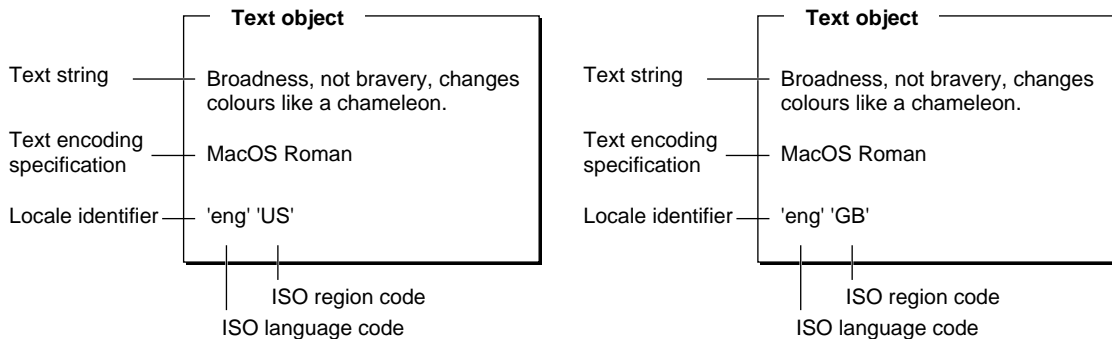 Text object
Text string
Broadness, not bravery, changes
colours like a chameleon.
Text encoding
specification
MacOS Roman
Locale identifier
'eng' 'US'
ISO region code
ISO language code
Text object
Text string
Broadness, not bravery, changes
colours like a chameleon.
Text encoding
specification
MacOS Roman
Locale identifier
'eng' 'GB'
ISO region code
ISO language code